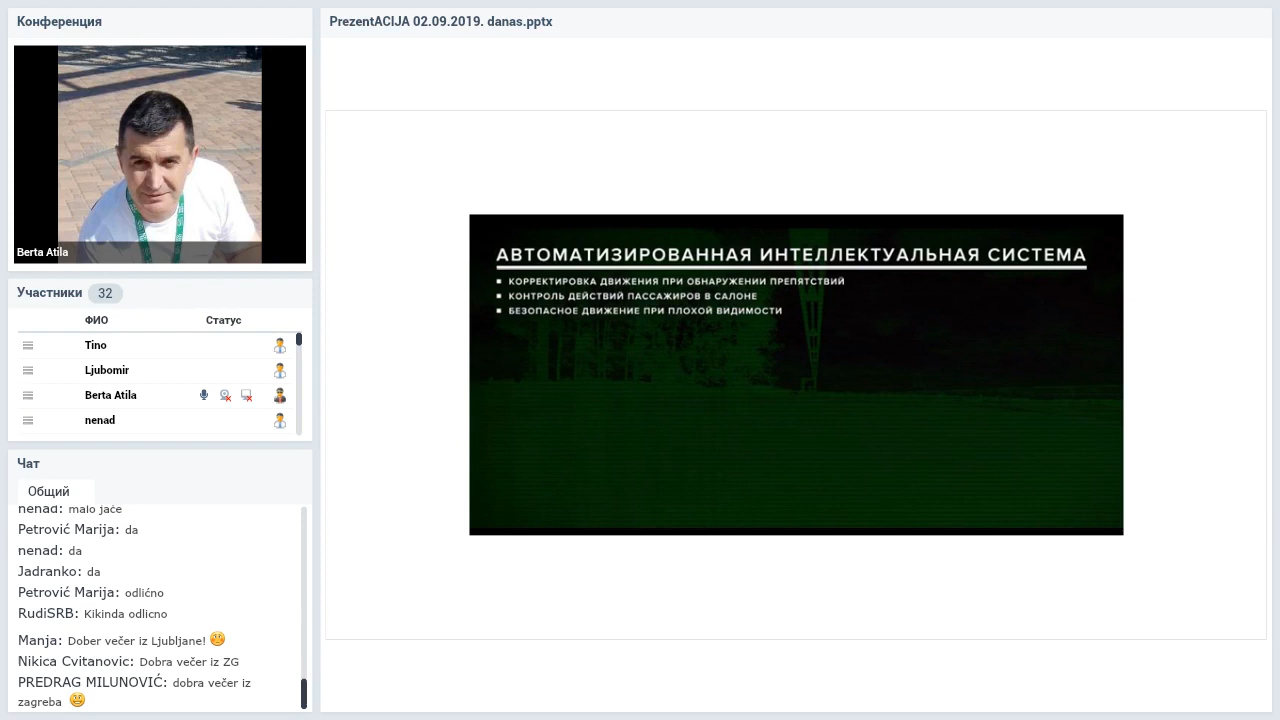 Конференция
Berta Atila
Участники 32
ФИО Статус
Tino
Ljubomir
Berta Atila
nenad
Чат
Общий
nenad: malo jače
Petrović Marija: da
nenad: da
Jadranko: da
Petrović Marija: odlićno
RudiSRB: Kikinda odlicno
Manja: Dober večer iz Ljubljane!
Nikica Cvitanovic: Dobra večer iz ZG
PREDRAG MILUNOVIĆ: dobra večer iz
zagreba
PrezentACIJA 02.09.2019. danas.pptx
АВТОМАТИЗИРОВАННАЯ ИНТЕЛЛЕКТУАЛЬНАЯ СИСТЕМА
КОРРЕКТИРОВКА ДВИЖЕНИЯ ПРИ ОБНАРУЖЕНИИ ПРЕПЯТСТВИЙ
КОНТРОЛЬ ДЕЙСТВИЙ ПАССАЖИРОВ В САЛОНЕ
БЕЗОПАСНОЕ ДВИЖЕНИЕ ПРИ ПЛОХОЙ ВИДИМОСТИ